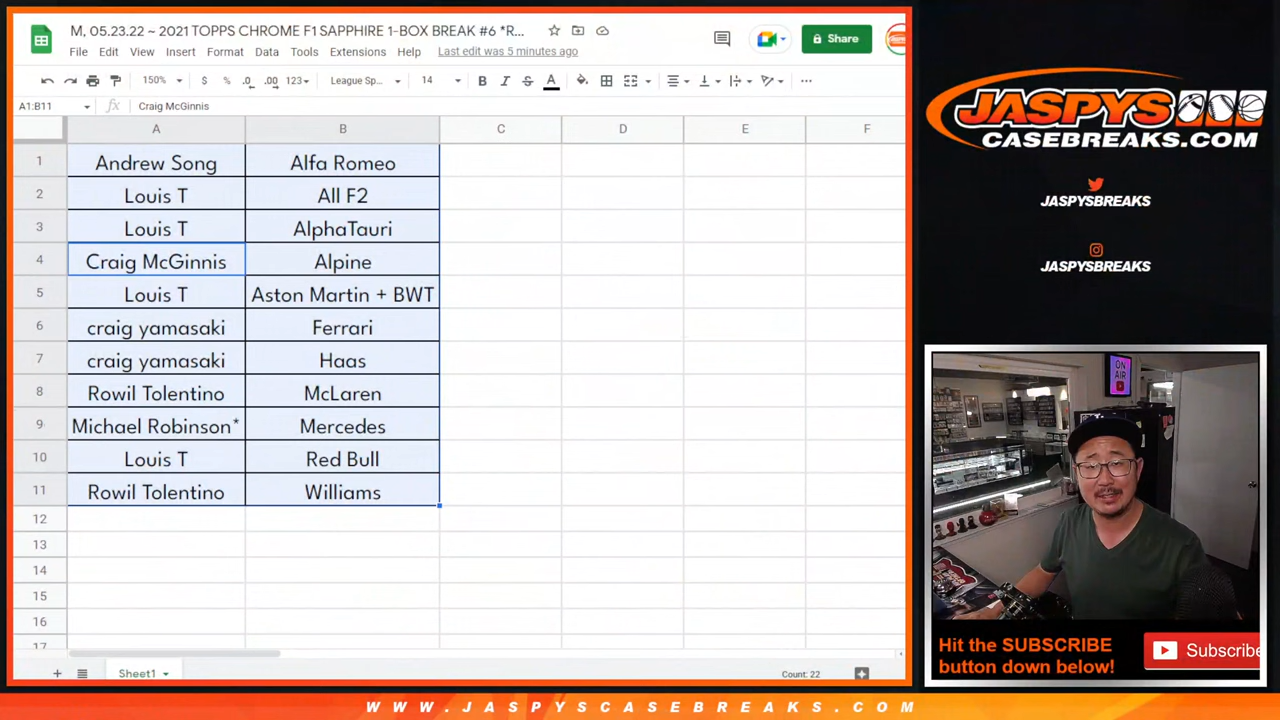 M, 05.23.22 ~ 2021 TOPPS CHROME F1 SAPPHIRE 1-BOX BREAK #6 *R...
File Edit View Insert Format Data Tools Extensions Help Last edit was 5 minutes ago
Share
150% $ % .0 .00 123 League Sp... 14 B I S A
A1:B11 fx Craig McGinnis
A B C D E F
1 Andrew Song Alfa Romeo
2 Louis T All F2
3 Louis T AlphaTauri
4 Craig McGinnis Alpine
5 Louis T Aston Martin + BWT
6 craig yamasaki Ferrari
7 craig yamasaki Haas
8 Rowil Tolentino McLaren
9 Michael Robinson* Mercedes
10 Louis T Red Bull
11 Rowil Tolentino Williams
12
13
14
15
16
17
+ Sheet1 Count: 22
JASPYS
CASEBREAKS.COM
JASPYSBREAKS
JASPYSBREAKS
ON
AIR
Hit the SUBSCRIBE
button down below!
Subscribe
WWW.JASPYSCASEBREAKS.COM